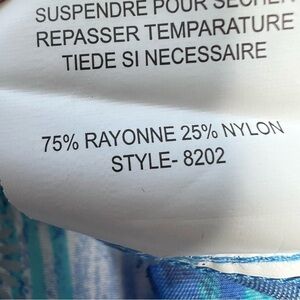 SUSPENDRE POUR SECHER
REPASSER TEMPARATURE
TIEDE SI NECESSAIRE
75% RAYONNE 25% NYLON
STYLE- 8202